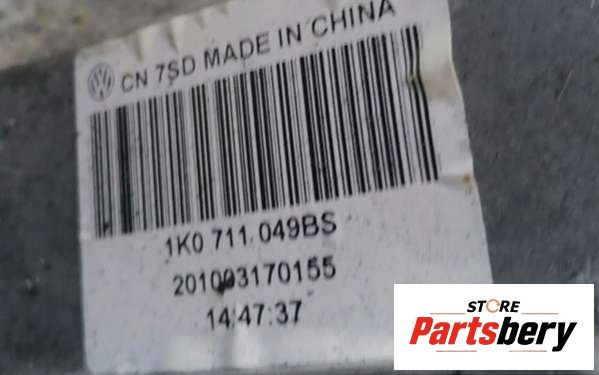 CN 7SD MADE IN CHINA
1K0 711 049BS
201003170155
14:47:37
STORE
Partsbery